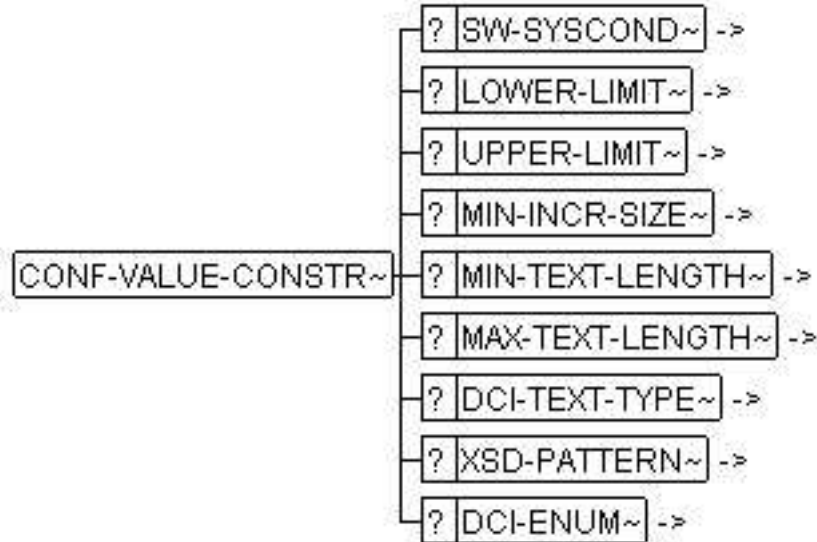 ? SW-SYSCOND~ ->
? LOWER-LIMIT~ ->
? UPPER-LIMIT~ ->
? MIN-INCR-SIZE~ ->
CONF-VALUE-CONSTR~ ? MIN-TEXT-LENGTH~ ->
? MAX-TEXT-LENGTH~ ->
? DCI-TEXT-TYPE~ ->
? XSD-PATTERN~ ->
? DCI-ENUM~ ->